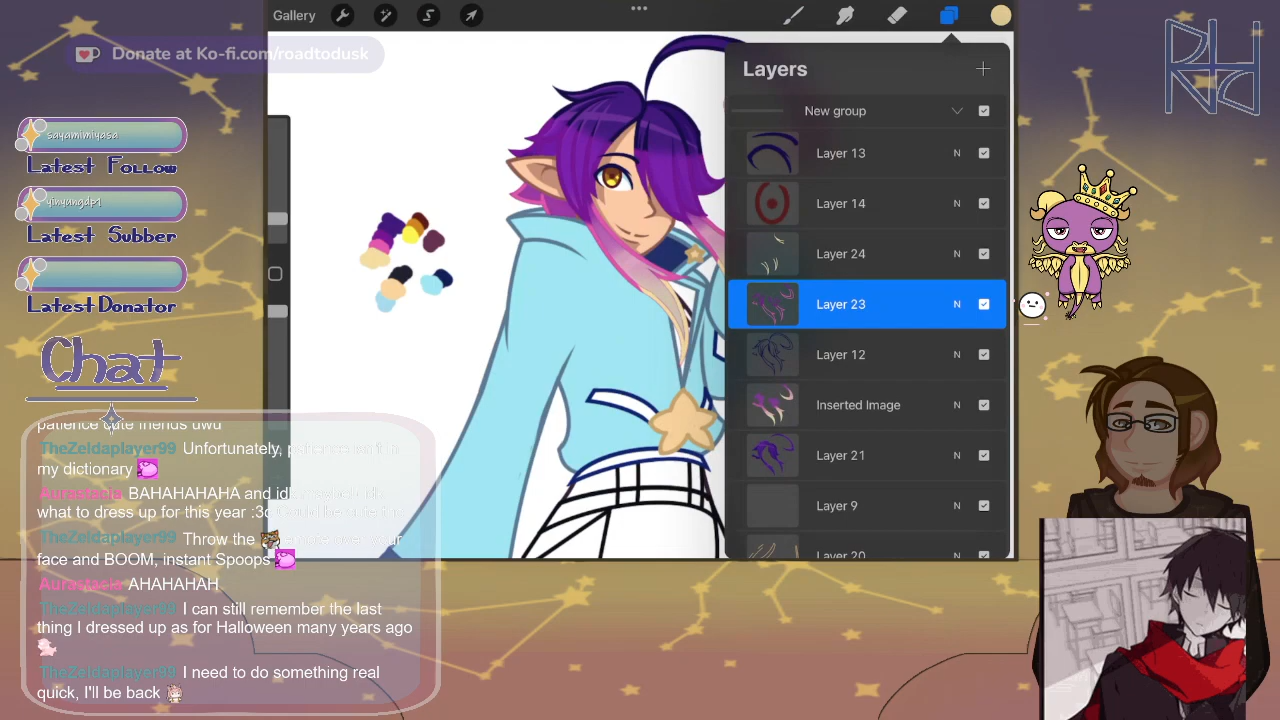 Gallery
Donate at Ko-fi.com/roadtodusk
sayamimiyasa
Latest Follow
yinyangdp1
Latest Subber
Latest Donator
Chat
patience cute friends uwu
TheZeldaplayer99 Unfortunately,
my dictionary
Aurastasia BAHAHAHAHA and
what to dress up for this year :3c
TheZeldaplayer99 Throw the
face and BOOM, instant Spoops
Aurastasia AHAHAHAH
TheZeldaplayer99 I can still remember the last
thing I dressed up as for Halloween many years ago
TheZeldaplayer99 I need to do something real
quick, I'll be back
Layers
New group
Layer 13 N
Layer 14 N
Layer 24 N
Layer 23 N
Layer 12 N
Inserted Image N
Layer 21 N
Layer 9 N
Layer 20 N